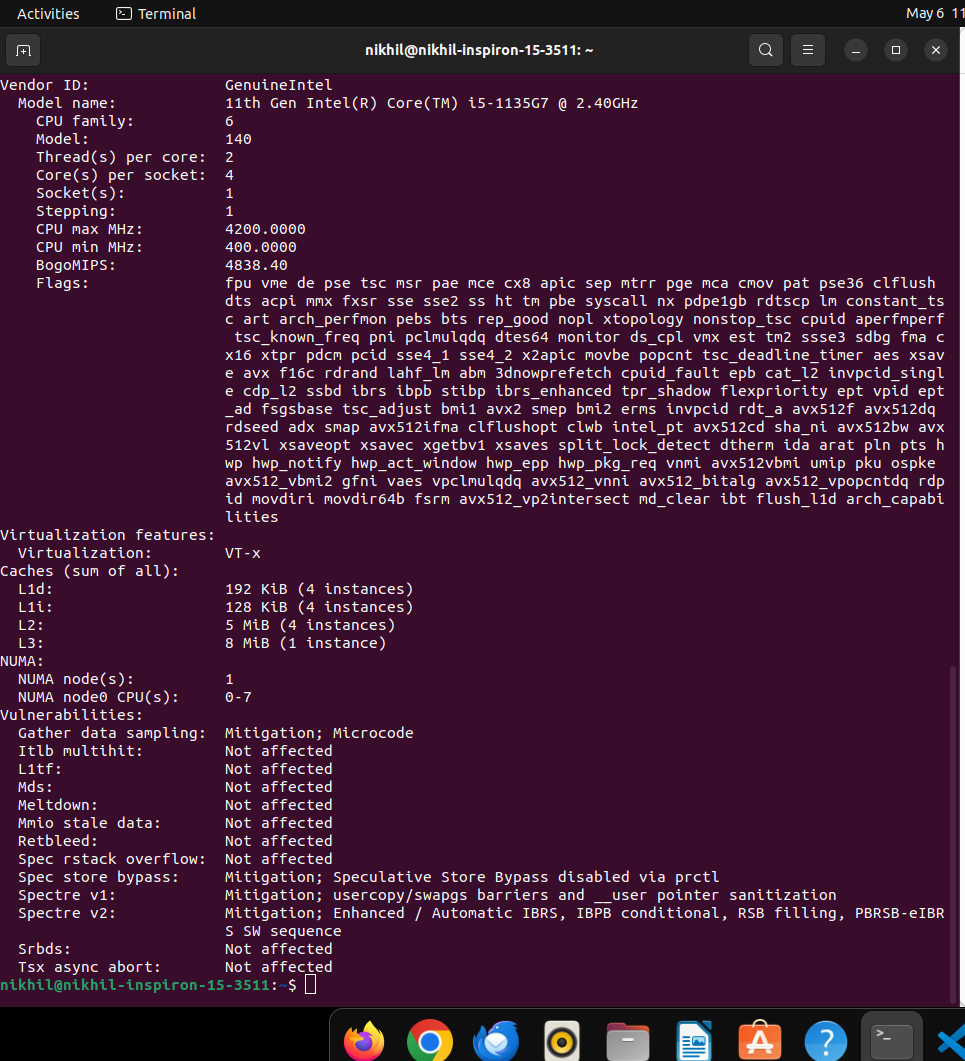 Activities
Terminal
May 6 11
nikhil@nikhil-inspiron-15-3511: ~
Vendor ID: GenuineIntel
Model name: 11th Gen Intel(R) Core(TM) i5-1135G7 @ 2.40GHz
CPU family: 6
Model: 140
Thread(s) per core: 2
Core(s) per socket: 4
Socket(s): 1
Stepping: 1
CPU max MHz: 4200.0000
CPU min MHz: 400.0000
BogoMIPS: 4838.40
Flags: fpu vme de pse tsc msr pae mce cx8 apic sep mtrr pge mca cmov pat pse36 clflush
dts acpi mmx fxsr sse sse2 ss ht tm pbe syscall nx pdpe1gb rdtscp lm constant_ts
c art arch_perfmon pebs bts rep_good nopl xtopology nonstop_tsc cpuid aperfmperf
tsc_known_freq pni pclmulqdq dtes64 monitor ds_cpl vmx est tm2 ssse3 sdbg fma c
x16 xtpr pdcm pcid sse4_1 sse4_2 x2apic movbe popcnt tsc_deadline_timer aes xsav
e avx f16c rdrand lahf_lm abm 3dnowprefetch cpuid_fault epb cat_l2 invpcid_singl
e cdp_l2 ssbd ibrs ibpb stibp ibrs_enhanced tpr_shadow flexpriority ept vpid ept
_ad fsgsbase tsc_adjust bmi1 avx2 smep bmi2 erms invpcid rdt_a avx512f avx512dq
rdseed adx smap avx512ifma clflushopt clwb intel_pt avx512cd sha_ni avx512bw avx
512vl xsaveopt xsavec xgetbv1 xsaves split_lock_detect dtherm ida arat pln pts h
wp hwp_notify hwp_act_window hwp_epp hwp_pkg_req vnmi avx512vbmi umip pku ospke
avx512_vbmi2 gfni vaes vpclmulqdq avx512_vnni avx512_bitalg avx512_vpopcntdq rdp
id movdiri movdir64b fsrm avx512_vp2intersect md_clear ibt flush_l1d arch_capabi
lities
Virtualization features:
Virtualization: VT-x
Caches (sum of all):
L1d: 192 KiB (4 instances)
L1i: 128 KiB (4 instances)
L2: 5 MiB (4 instances)
L3: 8 MiB (1 instance)
NUMA:
NUMA node(s): 1
NUMA node0 CPU(s): 0-7
Vulnerabilities:
Gather data sampling: Mitigation; Microcode
Itlb multihit: Not affected
L1tf: Not affected
Mds: Not affected
Meltdown: Not affected
Mmio stale data: Not affected
Retbleed: Not affected
Spec rstack overflow: Not affected
Spec store bypass: Mitigation; Speculative Store Bypass disabled via prctl
Spectre v1: Mitigation; usercopy/swapgs barriers and __user pointer sanitization
Spectre v2: Mitigation; Enhanced / Automatic IBRS, IBPB conditional, RSB filling, PBRSB-eIBR
S SW sequence
Srbds: Not affected
Tsx async abort: Not affected
nikhil@nikhil-inspiron-15-3511:~$